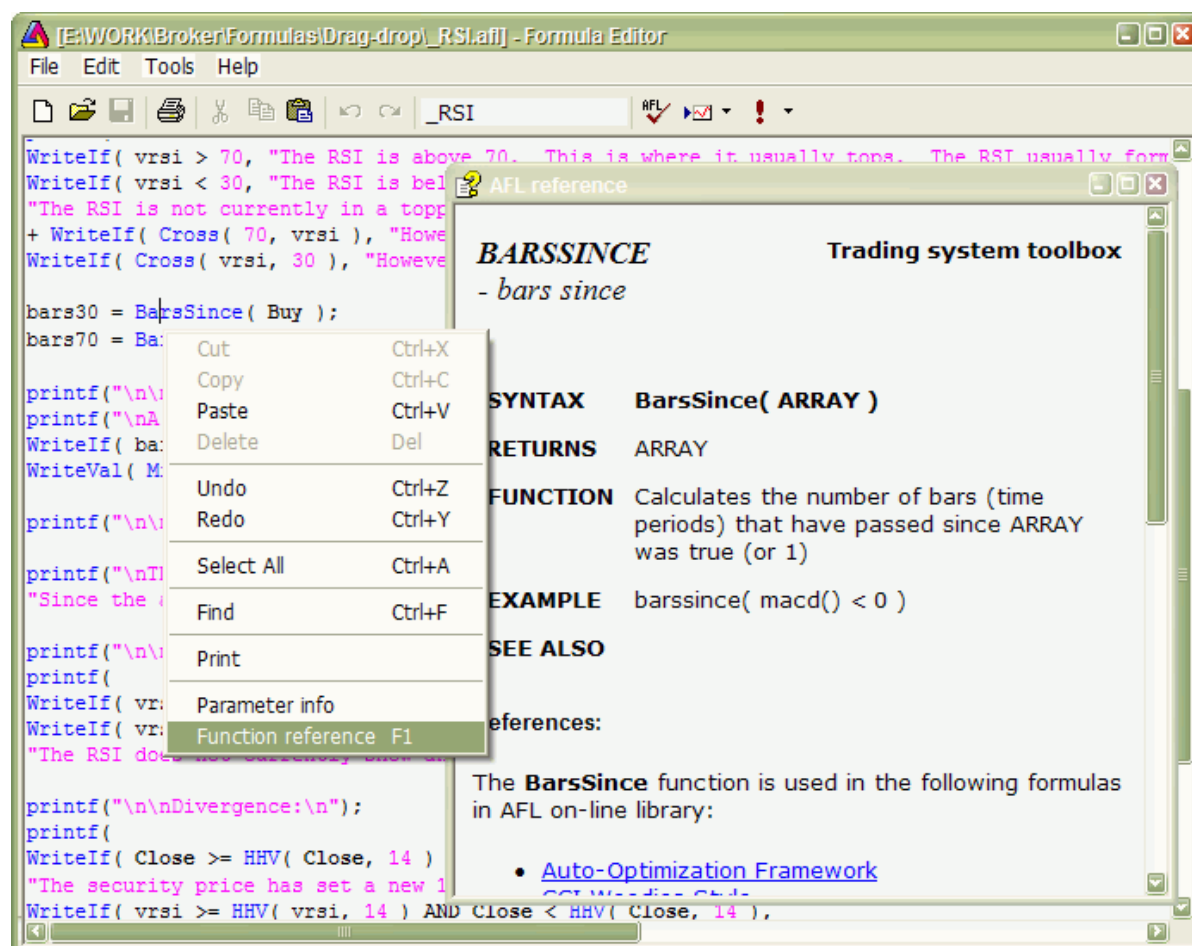 [E:\WORK\Broker\Formulas\Drag-drop\_RSI.afl] - Formula Editor
File Edit Tools Help
_RSI
AFL
WriteIf( vrsi > 70, "The RSI is above 70. This is where it usually tops. The RSI usually form
WriteIf( vrsi < 30, "The RSI is bel
"The RSI is not currently in a topp
+ WriteIf( Cross( 70, vrsi ), "Howe
WriteIf( Cross( vrsi, 30 ), "Howeve
bars30 = BarsSince( Buy );
bars70 = Ba
printf("\n\
printf("\nA
WriteIf( ba
WriteVal( M
printf("\n\
printf("\nT
"Since the
printf("\n\
printf(
WriteIf( vr
WriteIf( vr
"The RSI does not currently show an
printf("\n\nDivergence:\n");
printf(
WriteIf( Close >= HHV( Close, 14 )
"The security price has set a new 1
WriteIf( vrsi >= HHV( vrsi, 14 ) AND Close < HHV( Close, 14 ),
Cut Ctrl+X
Copy Ctrl+C
Paste Ctrl+V
Delete Del
Undo Ctrl+Z
Redo Ctrl+Y
Select All Ctrl+A
Find Ctrl+F
Print
Parameter info
Function reference F1
AFL reference
BARSSINCE Trading system toolbox
- bars since
SYNTAX BarsSince( ARRAY )
RETURNS ARRAY
FUNCTION Calculates the number of bars (time
periods) that have passed since ARRAY
was true (or 1)
EXAMPLE barssince( macd() < 0 )
SEE ALSO
eferences:
The BarsSince function is used in the following formulas
in AFL on-line library:
• Auto-Optimization Framework
CCI Woodies Style